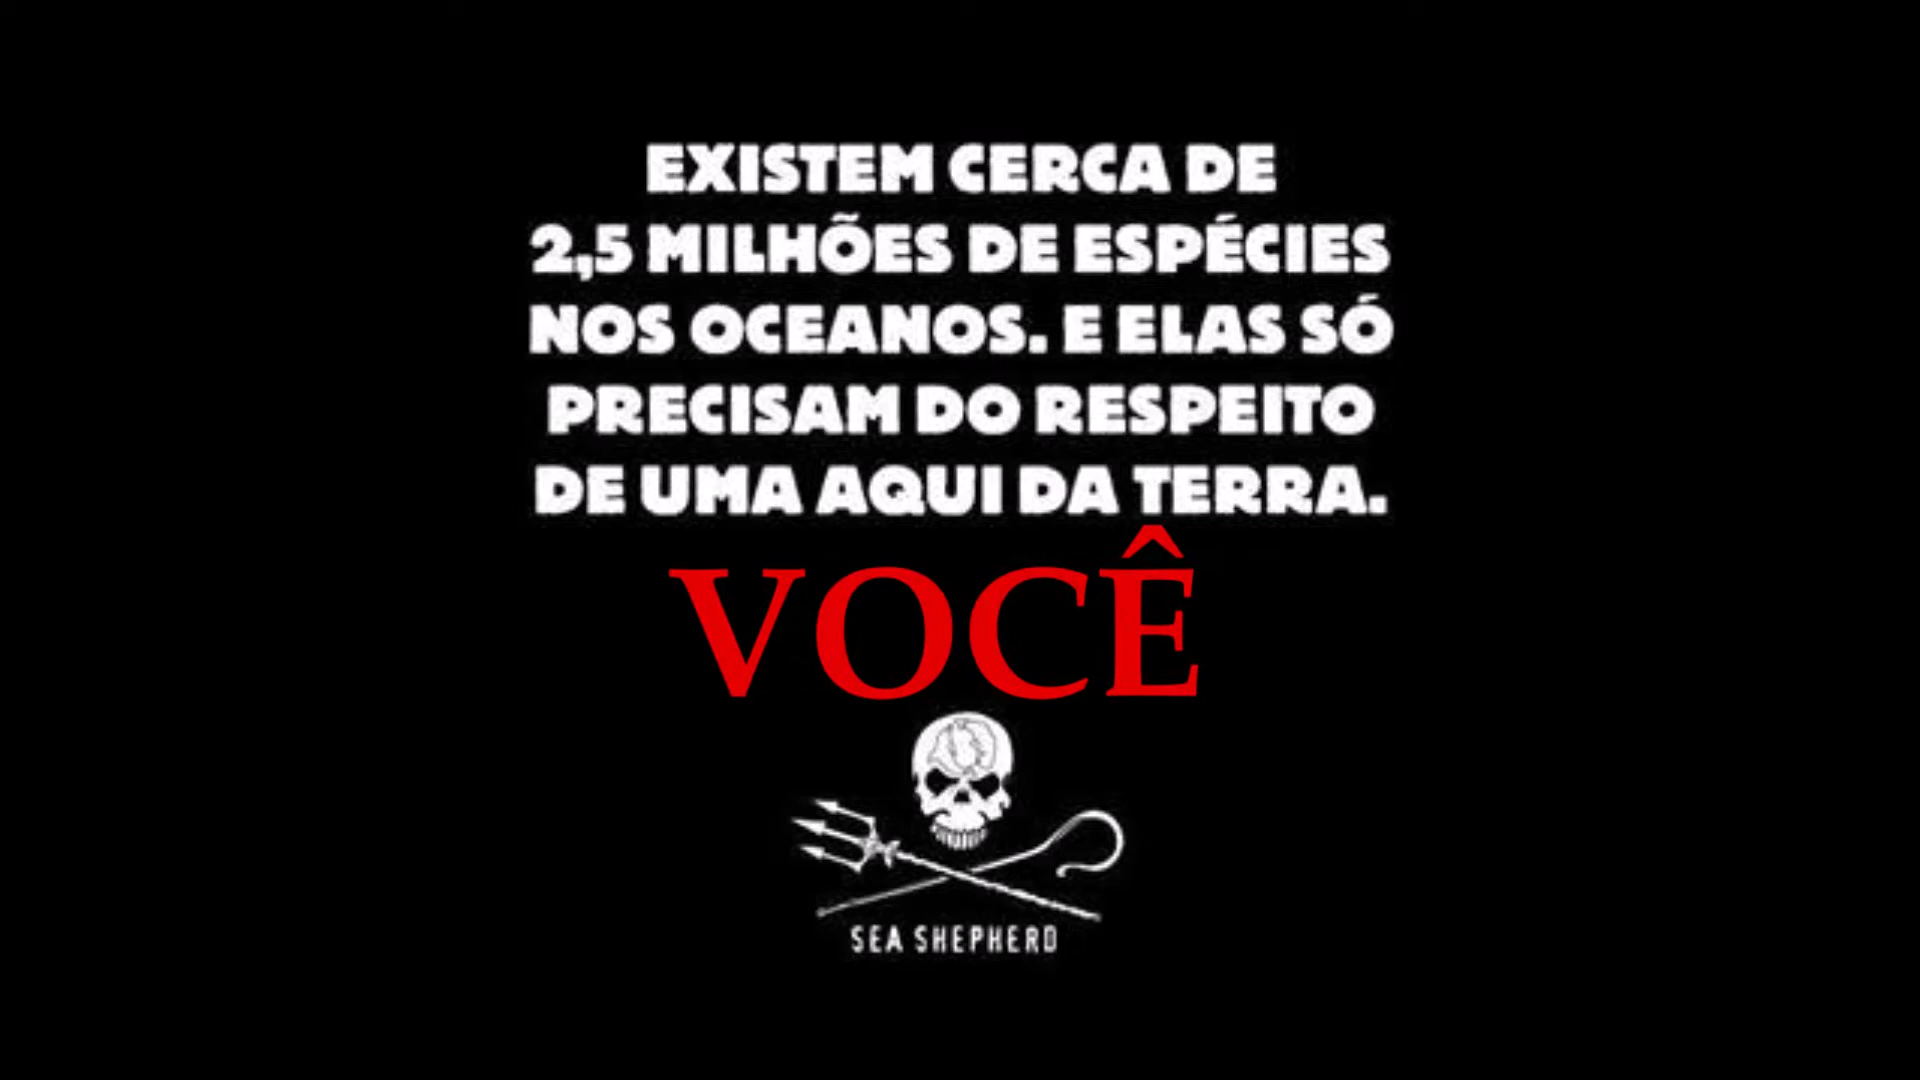 EXISTEM CERCA DE
2,5 MILHÕES DE ESPÉCIES
NOS OCEANOS. E ELAS SÓ
PRECISAM DO RESPEITO
DE UMA AQUI DA TERRA.
VOCÊ
SEA SHEPHERD